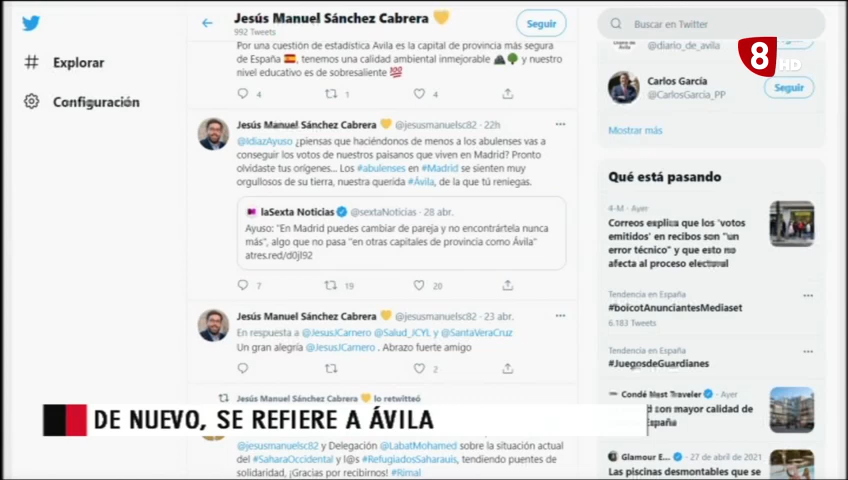 Jesús Manuel Sánchez Cabrera
992 Tweets
Seguir
Buscar en Twitter
Explorar
Configuración
Por una cuestión de estadística Avila es la capital de provincia más segura
de España 🇪🇸, tenemos una calidad ambiental inmejorable ⛰️🌳 y nuestro
nivel educativo es de sobresaliente 💯
4 1 4
Jesús Manuel Sánchez Cabrera 💛 @jesusmanuelsc82 · 22h
@IdiazAyuso ¿piensas que haciéndonos de menos a los abulenses vas a
conseguir los votos de nuestros paisanos que viven en Madrid? Pronto
olvidaste tus orígenes... Los #abulenses en #Madrid se sienten muy
orgullosos de su tierra, nuestra querida #Ávila, de la que tú reniegas.
laSexta Noticias @sextaNoticias · 28 abr.
Ayuso: "En Madrid puedes cambiar de pareja y no encontrártela nunca
más", algo que no pasa "en otras capitales de provincia como Ávila"
atres.red/d0jI92
7 19 20
Jesús Manuel Sánchez Cabrera 💛 @jesusmanuelsc82 · 23 abr.
En respuesta a @JesusJCarnero @Salud_JCYL y @SantaVeraCruz
Un gran alegría @JesusJCarnero . Abrazo fuerte amigo
2
Jesús Manuel Sánchez Cabrera 💛 lo retwitteó
@jesusmanuelsc82 y Delegación @LabatMohamed sobre la situación actual
del #SaharaOccidental y l@s #RefugiadosSaharauis, tendiendo puentes de
solidaridad, ¡Gracias por recibirnos! #Rimal
@diario_de_avila
8 HD
Carlos García
@CarlosGarcia_PP
Seguir
Mostrar más
Qué está pasando
4-M · Ayer
Correos explica que los 'votos
emitidos' en recibos son "un
error técnico" y que esto no
afecta al proceso electoral
Tendencia en España
#boicotAnunciantesMediaset
6.183 Tweets
Tendencia en España
#JuegosdeGuardianes
Condé Nast Traveler · Ayer
son mayor calidad de
Glamour E... · 27 de abril de 2021
Las piscinas desmontables que se
DE NUEVO, SE REFIERE A ÁVILA